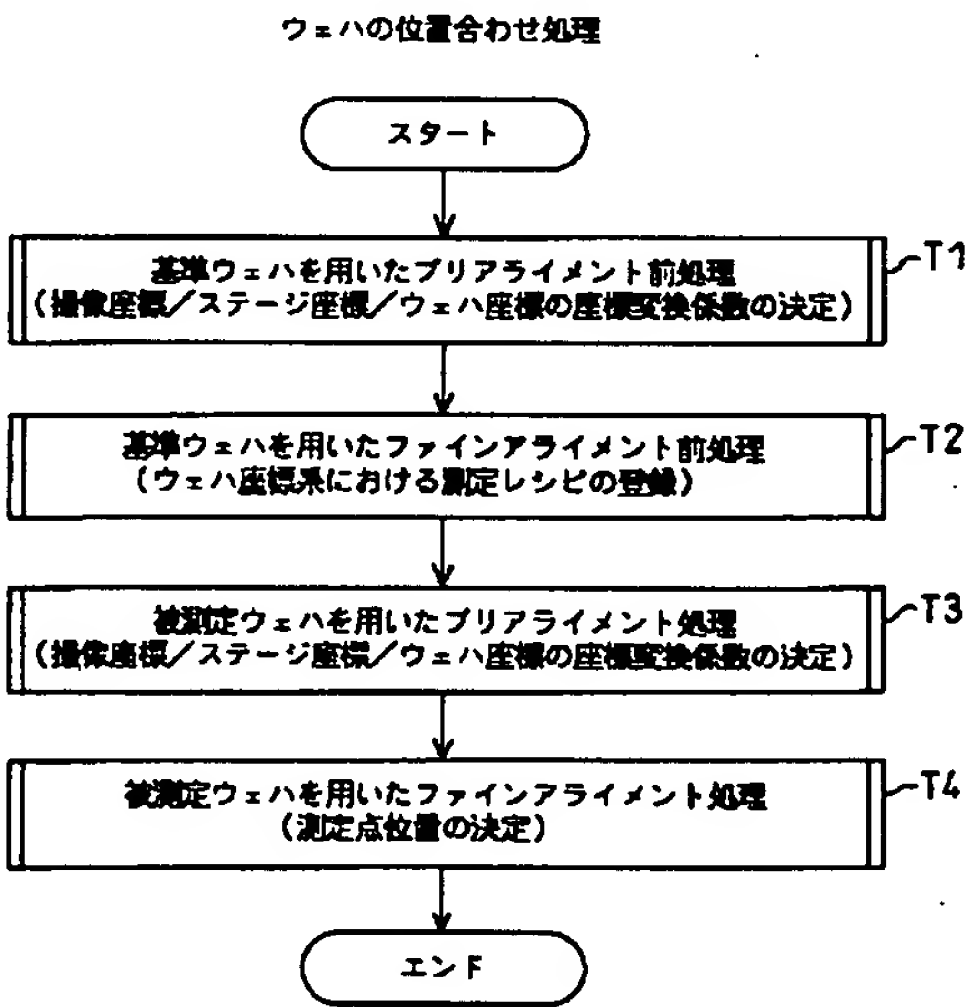 ウェハの位置合わせ処理
スタート
基準ウェハを用いたプリアライメント前処理
(撮像座標/ステージ座標/ウェハ座標の座標変換係数の決定)
T1
基準ウェハを用いたファインアライメント前処理
(ウェハ座標系における測定レシピの登録)
T2
被測定ウェハを用いたプリアライメント処理
(撮像座標/ステージ座標/ウェハ座標の座標変換係数の決定)
T3
被測定ウェハを用いたファインアライメント処理
(測定点位置の決定)
T4
エンド